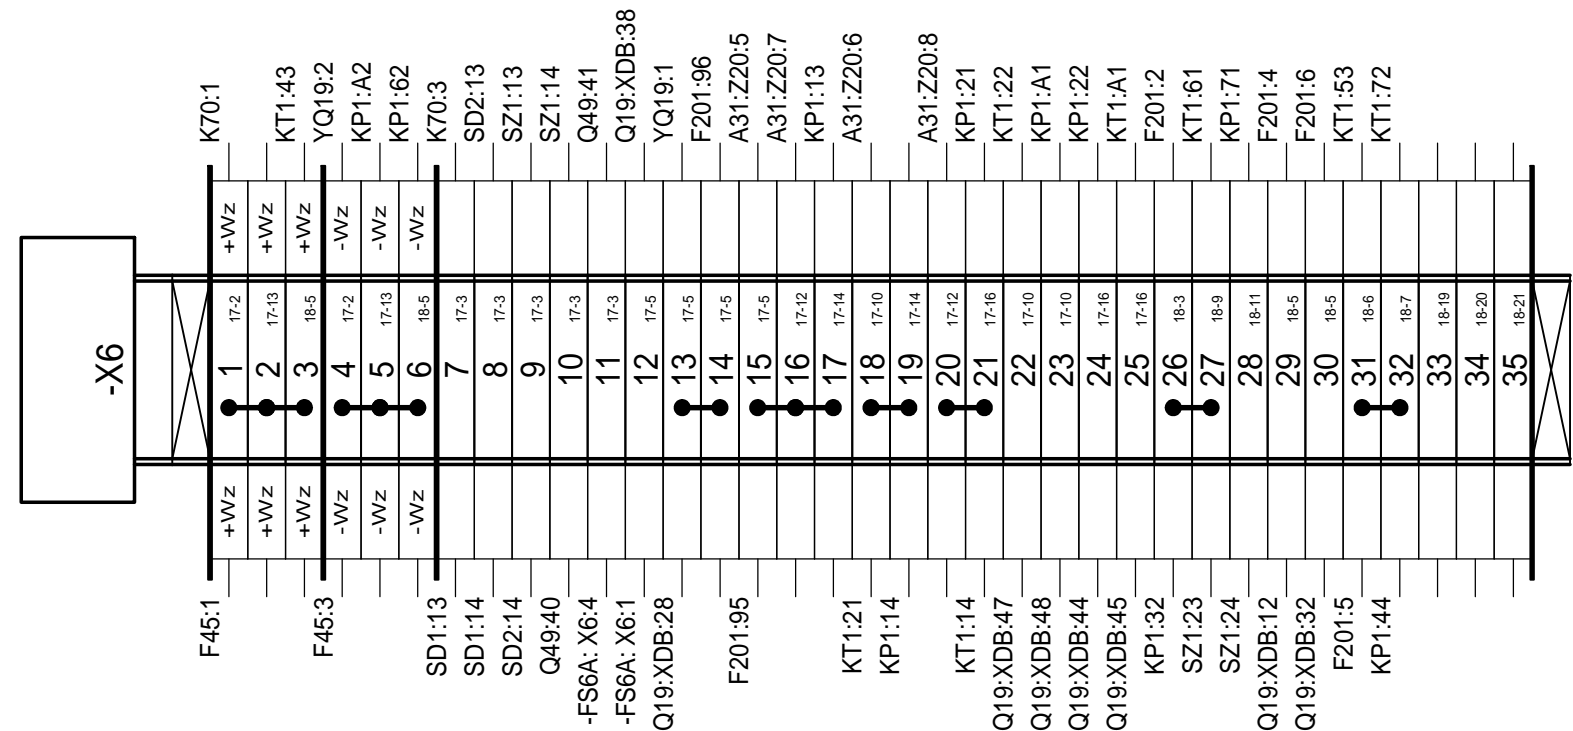 -X6
K70:1
KT1:43
YQ19:2
KP1:A2
KP1:62
K70:3
SD2:13
SZ1:13
SZ1:14
Q49:41
Q19:XDB:38
YQ19:1
F201:96
A31:Z20:5
A31:Z20:7
KP1:13
A31:Z20:6
A31:Z20:8
KP1:21
KT1:22
KP1:A1
KP1:22
KT1:A1
F201:2
KT1:61
KP1:71
F201:4
F201:6
KT1:53
KT1:72
+Wz
+Wz
+Wz
-Wz
-Wz
-Wz
17-2
17-13
18-5
17-2
17-13
18-5
17-3
17-3
17-3
17-3
17-3
17-5
17-5
17-5
17-5
17-12
17-14
17-10
17-14
17-12
17-16
17-10
17-10
17-16
17-16
18-3
18-9
18-11
18-5
18-5
18-6
18-7
18-19
18-20
18-21
1
2
3
4
5
6
7
8
9
10
11
12
13
14
15
16
17
18
19
20
21
22
23
24
25
26
27
28
29
30
31
32
33
34
35
+Wz
+Wz
+Wz
-Wz
-Wz
-Wz
F45:1
F45:3
SD1:13
SD1:14
SD2:14
Q49:40
-FS6A: X6:4
-FS6A: X6:1
Q19:XDB:28
F201:95
KT1:21
KP1:14
KT1:14
Q19:XDB:47
Q19:XDB:48
Q19:XDB:44
Q19:XDB:45
KP1:32
SZ1:23
SZ1:24
Q19:XDB:12
Q19:XDB:32
F201:5
KP1:44